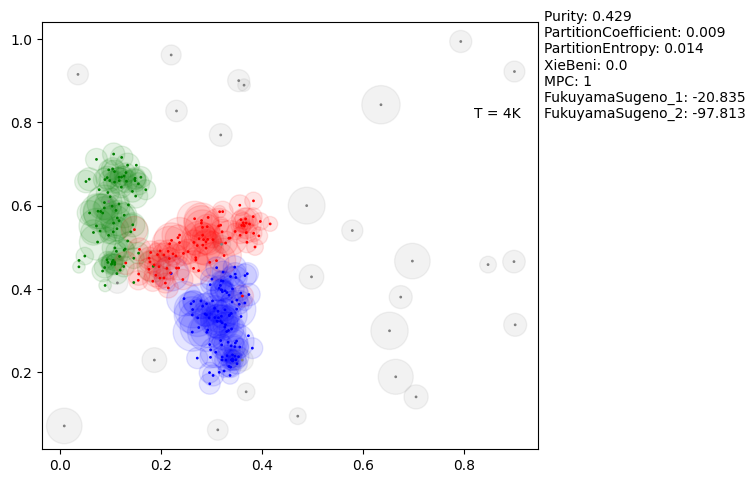 Purity: 0.429
PartitionCoefficient: 0.009
PartitionEntropy: 0.014
XieBeni: 0.0
MPC: 1
FukuyamaSugeno_1: -20.835
FukuyamaSugeno_2: -97.813
T = 4K
1.0
0.8
0.6
0.4
0.2
0.0 0.2 0.4 0.6 0.8